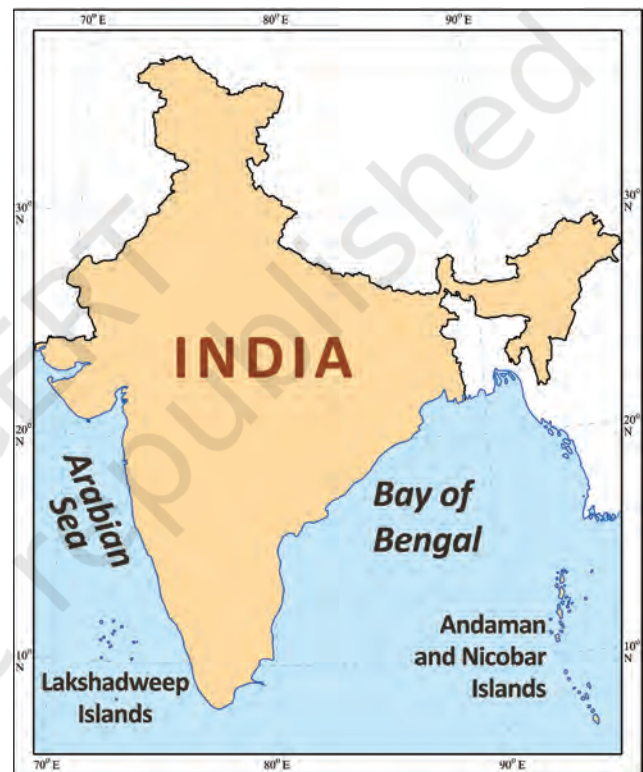 70° E
80° E
90° E
30°
N
30°
N
INDIA
20°
N
20°
N
Arabian
Sea
Bay of
Bengal
10°
N
10°
N
Andaman
and Nicobar
Islands
Lakshadweep
Islands
70° E
80° E
90° E
republished